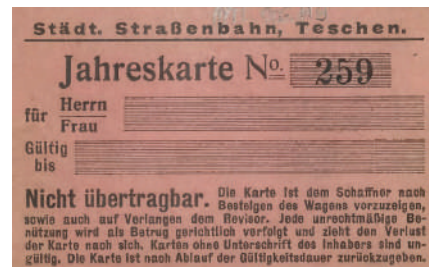 Städt. Straßenbahn, Teschen.
Jahreskarte No. 259
für Herrn
Frau
Gültig
bis
Nicht übertragbar. Die Karte ist dem Schaffner nach
Besteigen des Wagens vorzuzeigen,
sowie auch auf Verlangen dem Revisor. Jede unrechtmäßige Be-
nützung wird als Betrug gerichtlich verfolgt und zieht den Verlust
der Karte nach sich. Karten ohne Unterschrift des Inhabers sind un-
gültig. Die Karte ist nach Ablauf der Gültigkeitsdauer zurückzugeben.